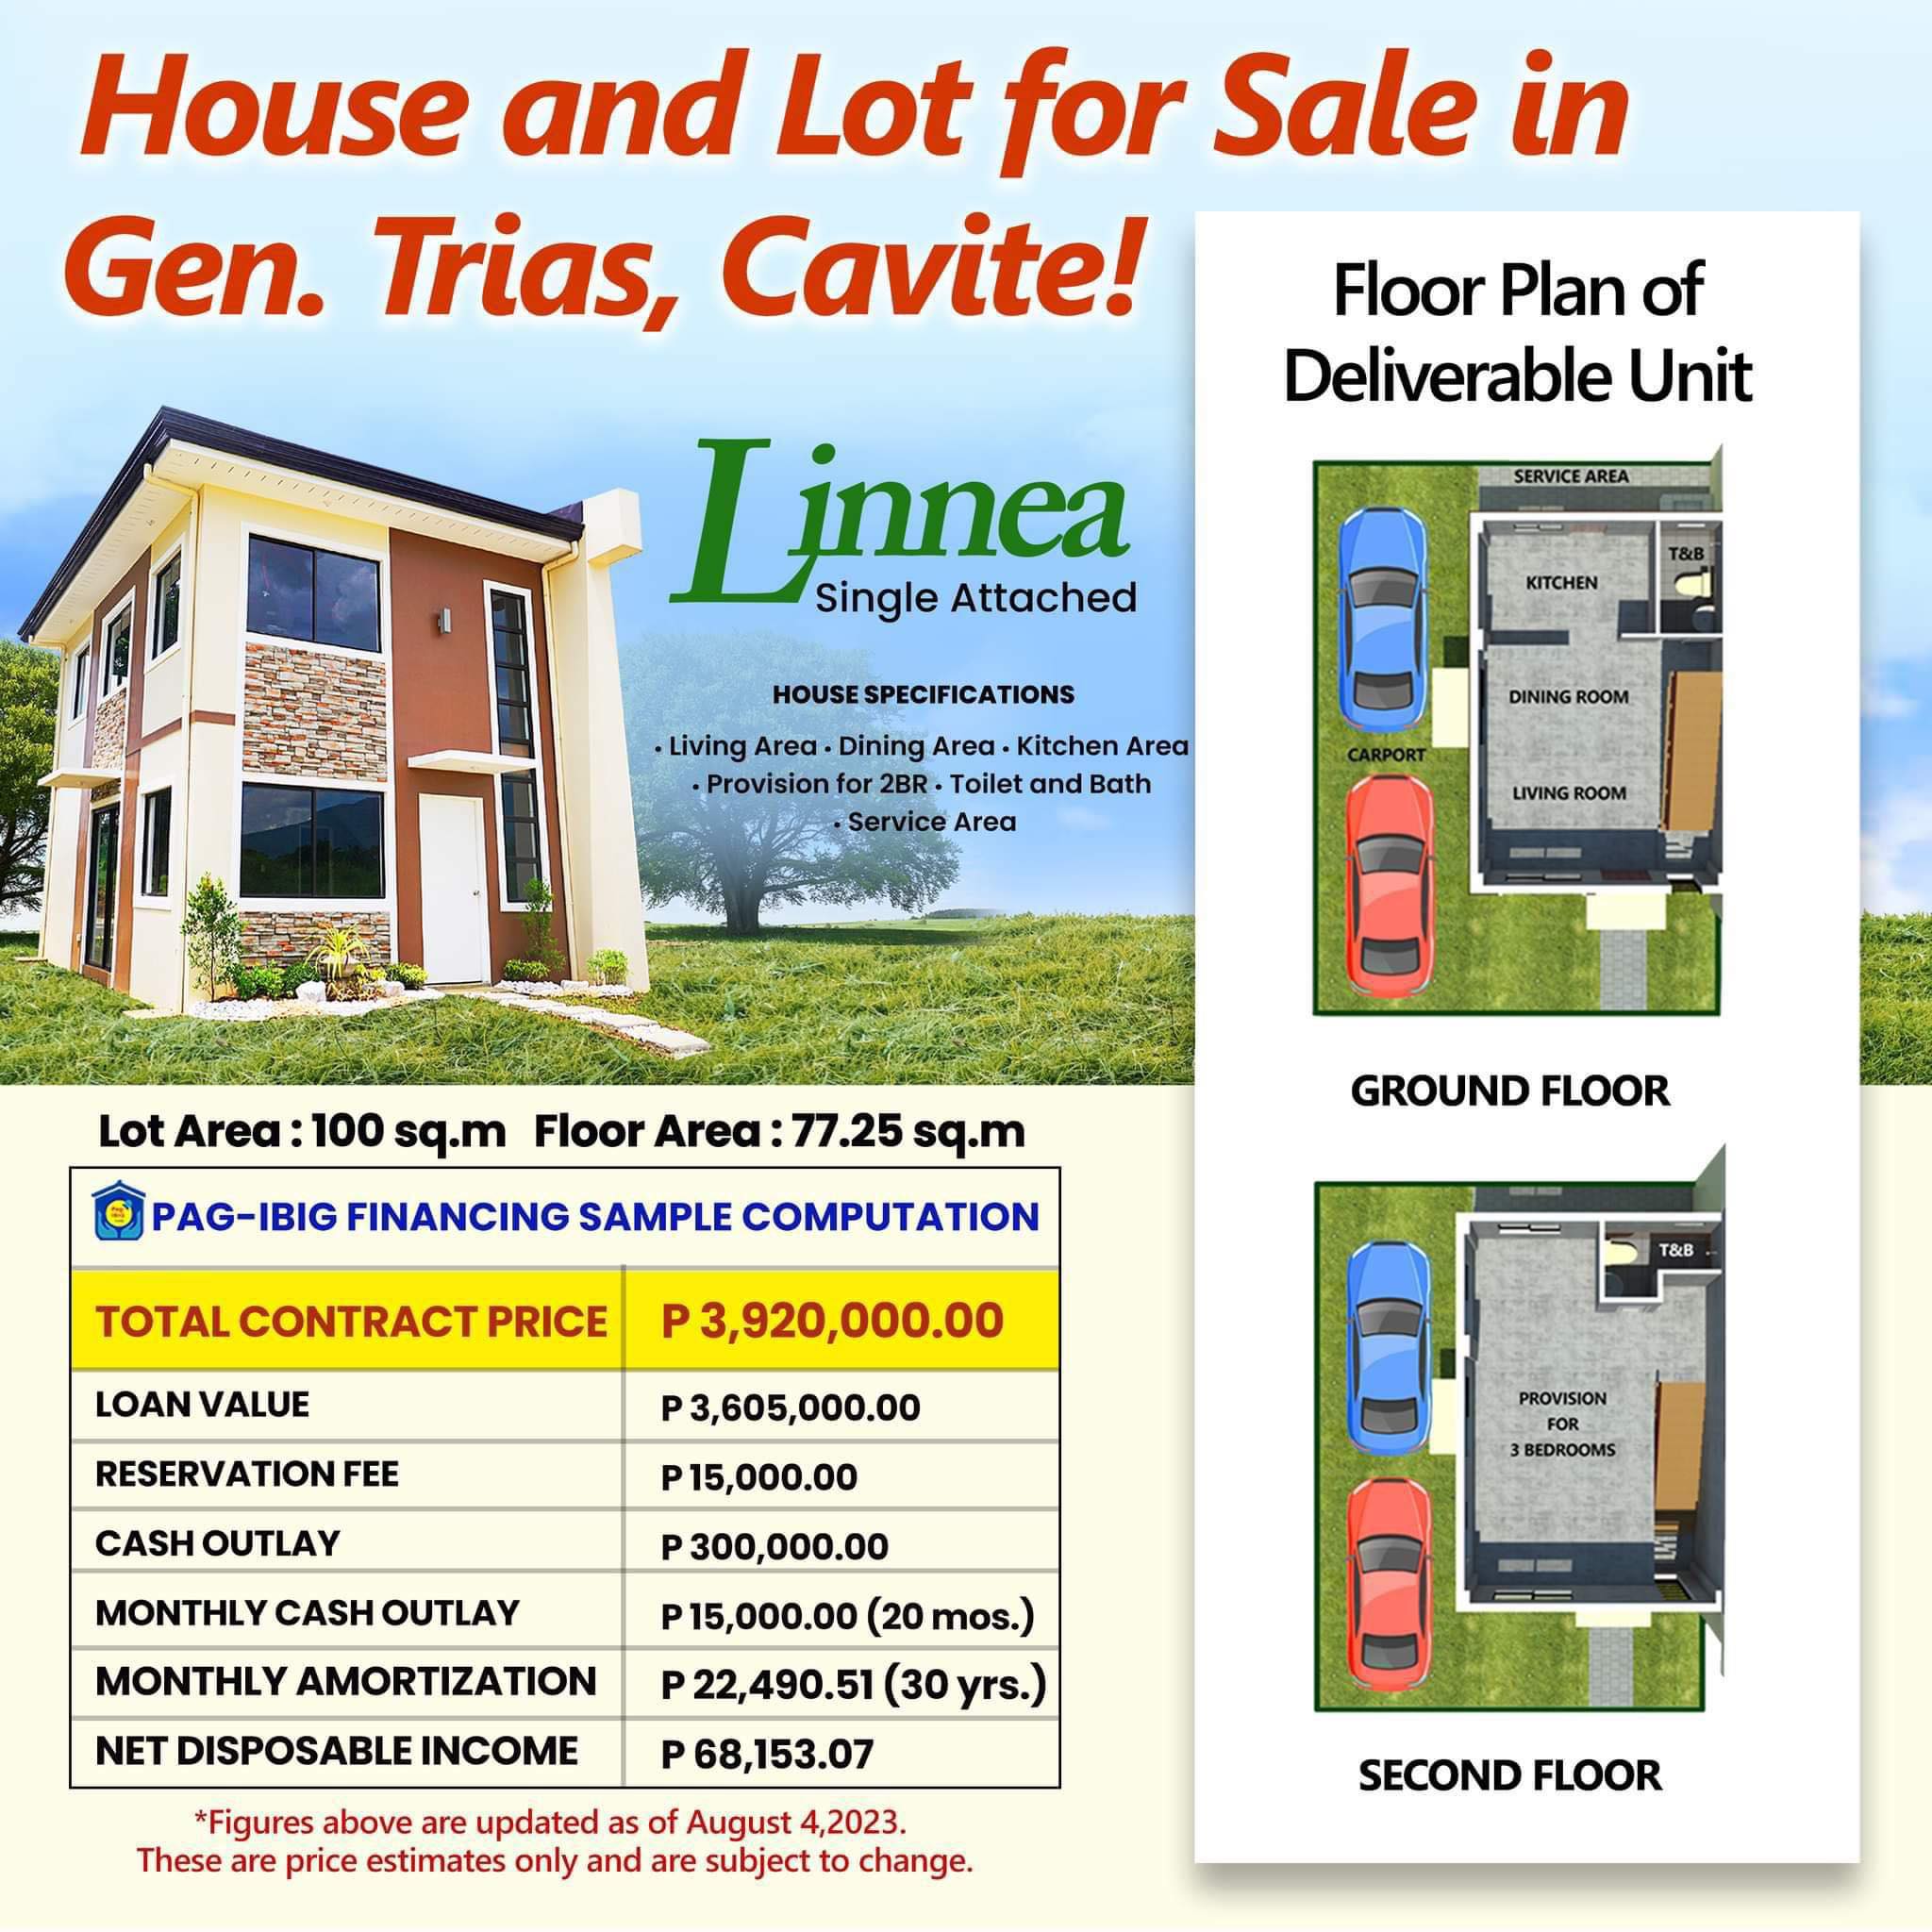 House and Lot for Sale in
Gen. Trias, Cavite!
Linnea
Single Attached
HOUSE SPECIFICATIONS
• Living Area • Dining Area • Kitchen Area
• Provision for 2BR • Toilet and Bath
• Service Area
Lot Area : 100 sq.m Floor Area : 77.25 sq.m
PAG-IBIG FINANCING SAMPLE COMPUTATION
TOTAL CONTRACT PRICE P 3,920,000.00
LOAN VALUE P 3,605,000.00
RESERVATION FEE P 15,000.00
CASH OUTLAY P 300,000.00
MONTHLY CASH OUTLAY P 15,000.00 (20 mos.)
MONTHLY AMORTIZATION P 22,490.51 (30 yrs.)
NET DISPOSABLE INCOME P 68,153.07
*Figures above are updated as of August 4,2023.
These are price estimates only and are subject to change.
Floor Plan of
Deliverable Unit
SERVICE AREA
T&B
KITCHEN
DINING ROOM
CARPORT
LIVING ROOM
GROUND FLOOR
T&B
PROVISION
FOR
3 BEDROOMS
SECOND FLOOR